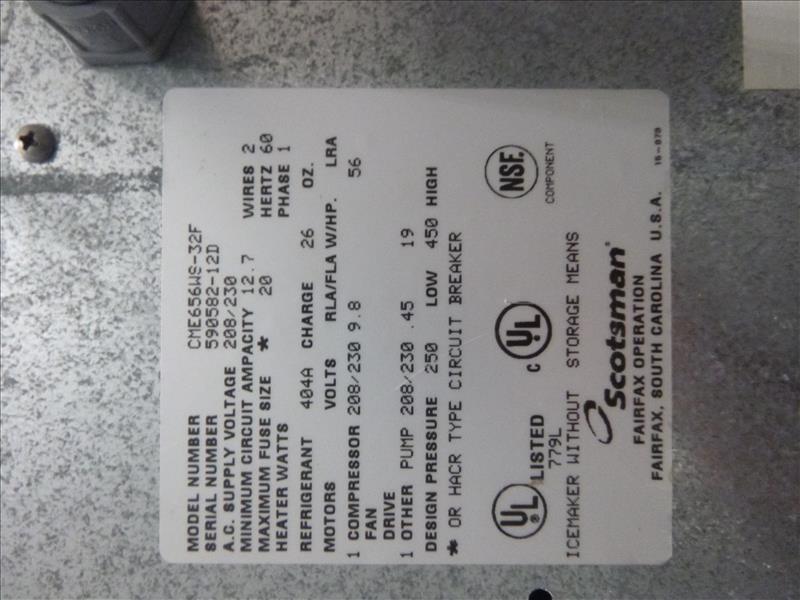 MODEL NUMBER CME656WS-32F
SERIAL NUMBER 590582-12D
A.C. SUPPLY VOLTAGE 208/230 WIRES 2
MINIMUM CIRCUIT AMPACITY 12.7 HERTZ 60
MAXIMUM FUSE SIZE * 20 PHASE 1
HEATER WATTS
REFRIGERANT 404A CHARGE 26 OZ.
MOTORS VOLTS RLA/FLA W/HP. LRA
1 COMPRESSOR 208/230 9.8 56
FAN
DRIVE
1 OTHER PUMP 208/230 .45 19
DESIGN PRESSURE 250 LOW 450 HIGH
* OR HACR TYPE CIRCUIT BREAKER
UL ® LISTED 779L
C UL
NSF. COMPONENT
ICEMAKER WITHOUT STORAGE MEANS
Scotsman®
FAIRFAX OPERATION
FAIRFAX, SOUTH CAROLINA U.S.A.